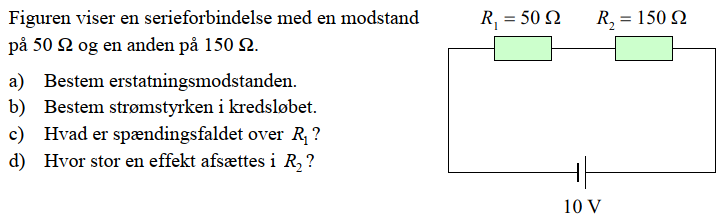 Figuren viser en serieforbindelse med en modstand
på 50 Ω og en anden på 150 Ω.
a) Bestem erstatningsmodstanden.
b) Bestem strømstyrken i kredsløbet.
c) Hvad er spændingsfaldet over R₁ ?
d) Hvor stor en effekt afsættes i R₂ ?
R₁ = 50 Ω
R₂ = 150 Ω
10 V